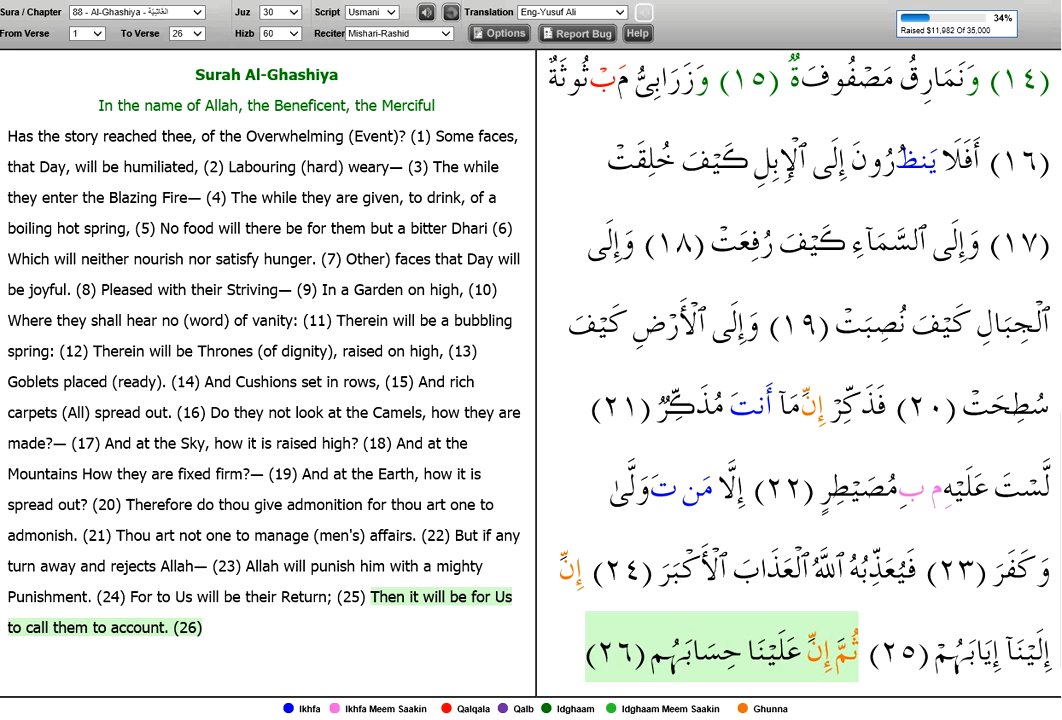 Sura / Chapter 88 - Al-Ghashiya - الغَاشِيَة Juz 30 Script Usmani Translation Eng-Yusuf Ali
From Verse 1 To Verse 26 Hizb 60 Reciter Mishari-Rashid Options Report Bug Help
34%
Raised $11,982 Of 35,000
Surah Al-Ghashiya
In the name of Allah, the Beneficent, the Merciful
Has the story reached thee, of the Overwhelming (Event)? (1) Some faces,
that Day, will be humiliated, (2) Labouring (hard) weary— (3) The while
they enter the Blazing Fire— (4) The while they are given, to drink, of a
boiling hot spring, (5) No food will there be for them but a bitter Dhari (6)
Which will neither nourish nor satisfy hunger. (7) Other) faces that Day will
be joyful. (8) Pleased with their Striving— (9) In a Garden on high, (10)
Where they shall hear no (word) of vanity: (11) Therein will be a bubbling
spring: (12) Therein will be Thrones (of dignity), raised on high, (13)
Goblets placed (ready). (14) And Cushions set in rows, (15) And rich
carpets (All) spread out. (16) Do they not look at the Camels, how they are
made?— (17) And at the Sky, how it is raised high? (18) And at the
Mountains How they are fixed firm?— (19) And at the Earth, how it is
spread out? (20) Therefore do thou give admonition for thou art one to
admonish. (21) Thou art not one to manage (men's) affairs. (22) But if any
turn away and rejects Allah— (23) Allah will punish him with a mighty
Punishment. (24) For to Us will be their Return; (25) Then it will be for Us
to call them to account. (26)
(١٤) وَنَمَارِقُ مَصْفُوفَةٌ (١٥) وَزَرَابِىُّ مَبْثُوثَةٌ
(١٦) أَفَلَا يَنظُرُونَ إِلَى ٱلْإِبِلِ كَيْفَ خُلِقَتْ
(١٧) وَإِلَى ٱلسَّمَآءِ كَيْفَ رُفِعَتْ (١٨) وَإِلَى
ٱلْجِبَالِ كَيْفَ نُصِبَتْ (١٩) وَإِلَى ٱلْأَرْضِ كَيْفَ
سُطِحَتْ (٢٠) فَذَكِّرْ إِنَّمَآ أَنتَ مُذَكِّرٌ (٢١)
لَّسْتَ عَلَيْهِم بِمُصَيْطِرٍ (٢٢) إِلَّا مَن تَوَلَّىٰ
وَكَفَرَ (٢٣) فَيُعَذِّبُهُ ٱللَّهُ ٱلْعَذَابَ ٱلْأَكْبَرَ (٢٤) إِنَّ
إِلَيْنَآ إِيَابَهُمْ (٢٥) ثُمَّ إِنَّ عَلَيْنَا حِسَابَهُم (٢٦)
Ikhfa Ikhfa Meem Saakin Qalqala Qalb Idghaam Idghaam Meem Saakin Ghunna